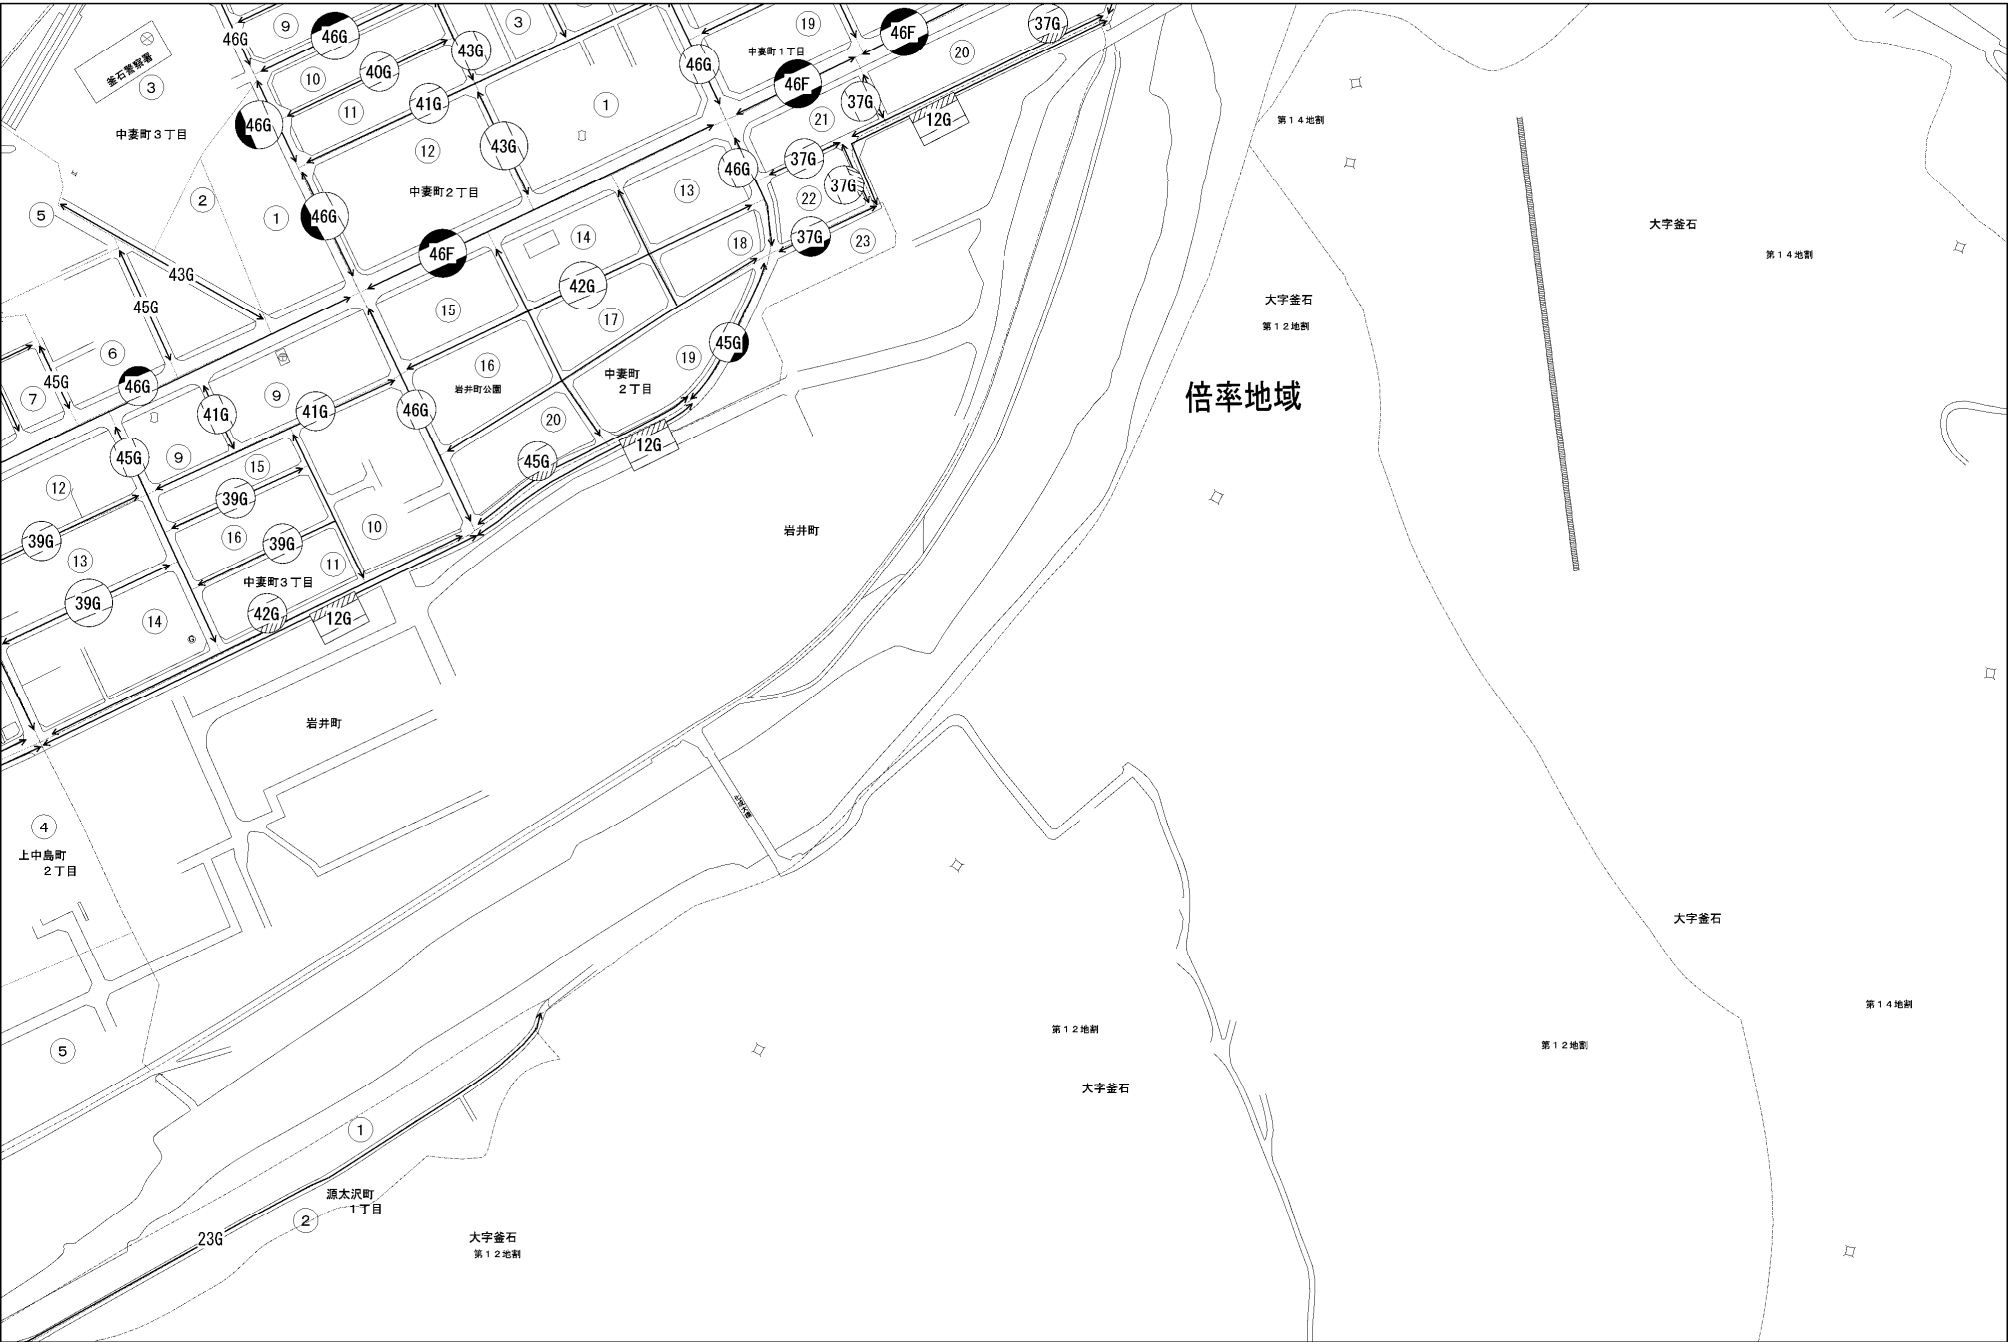 46G
9
46G
43G
3
釜石警察署
3
10
40G
11
41G
46G
中妻町3丁目
12
43G
1
46G
19
中妻町1丁目
46F
20
37G
46F
37G
21
12G
37G
46G
37G
22
23
37G
第14地割
大字釜石
第14地割
大字釜石
第12地割
倍率地域
2
5
1
46G
中妻町2丁目
13
14
18
46F
43G
45G
42G
15
17
45G
19
16
岩井町公園
中妻町
2丁目
6
45G
7
46G
9
41G
41G
46G
20
12G
45G
45G
9
15
12
39G
10
39G
16
39G
13
11
中妻町3丁目
39G
14
42G
12G
G
岩井町
岩井町
4
上中島町
2丁目
5
大字釜石
第14地割
第12地割
第12地割
大字釜石
1
源太沢町
1丁目
2
23G
大字釜石
第12地割